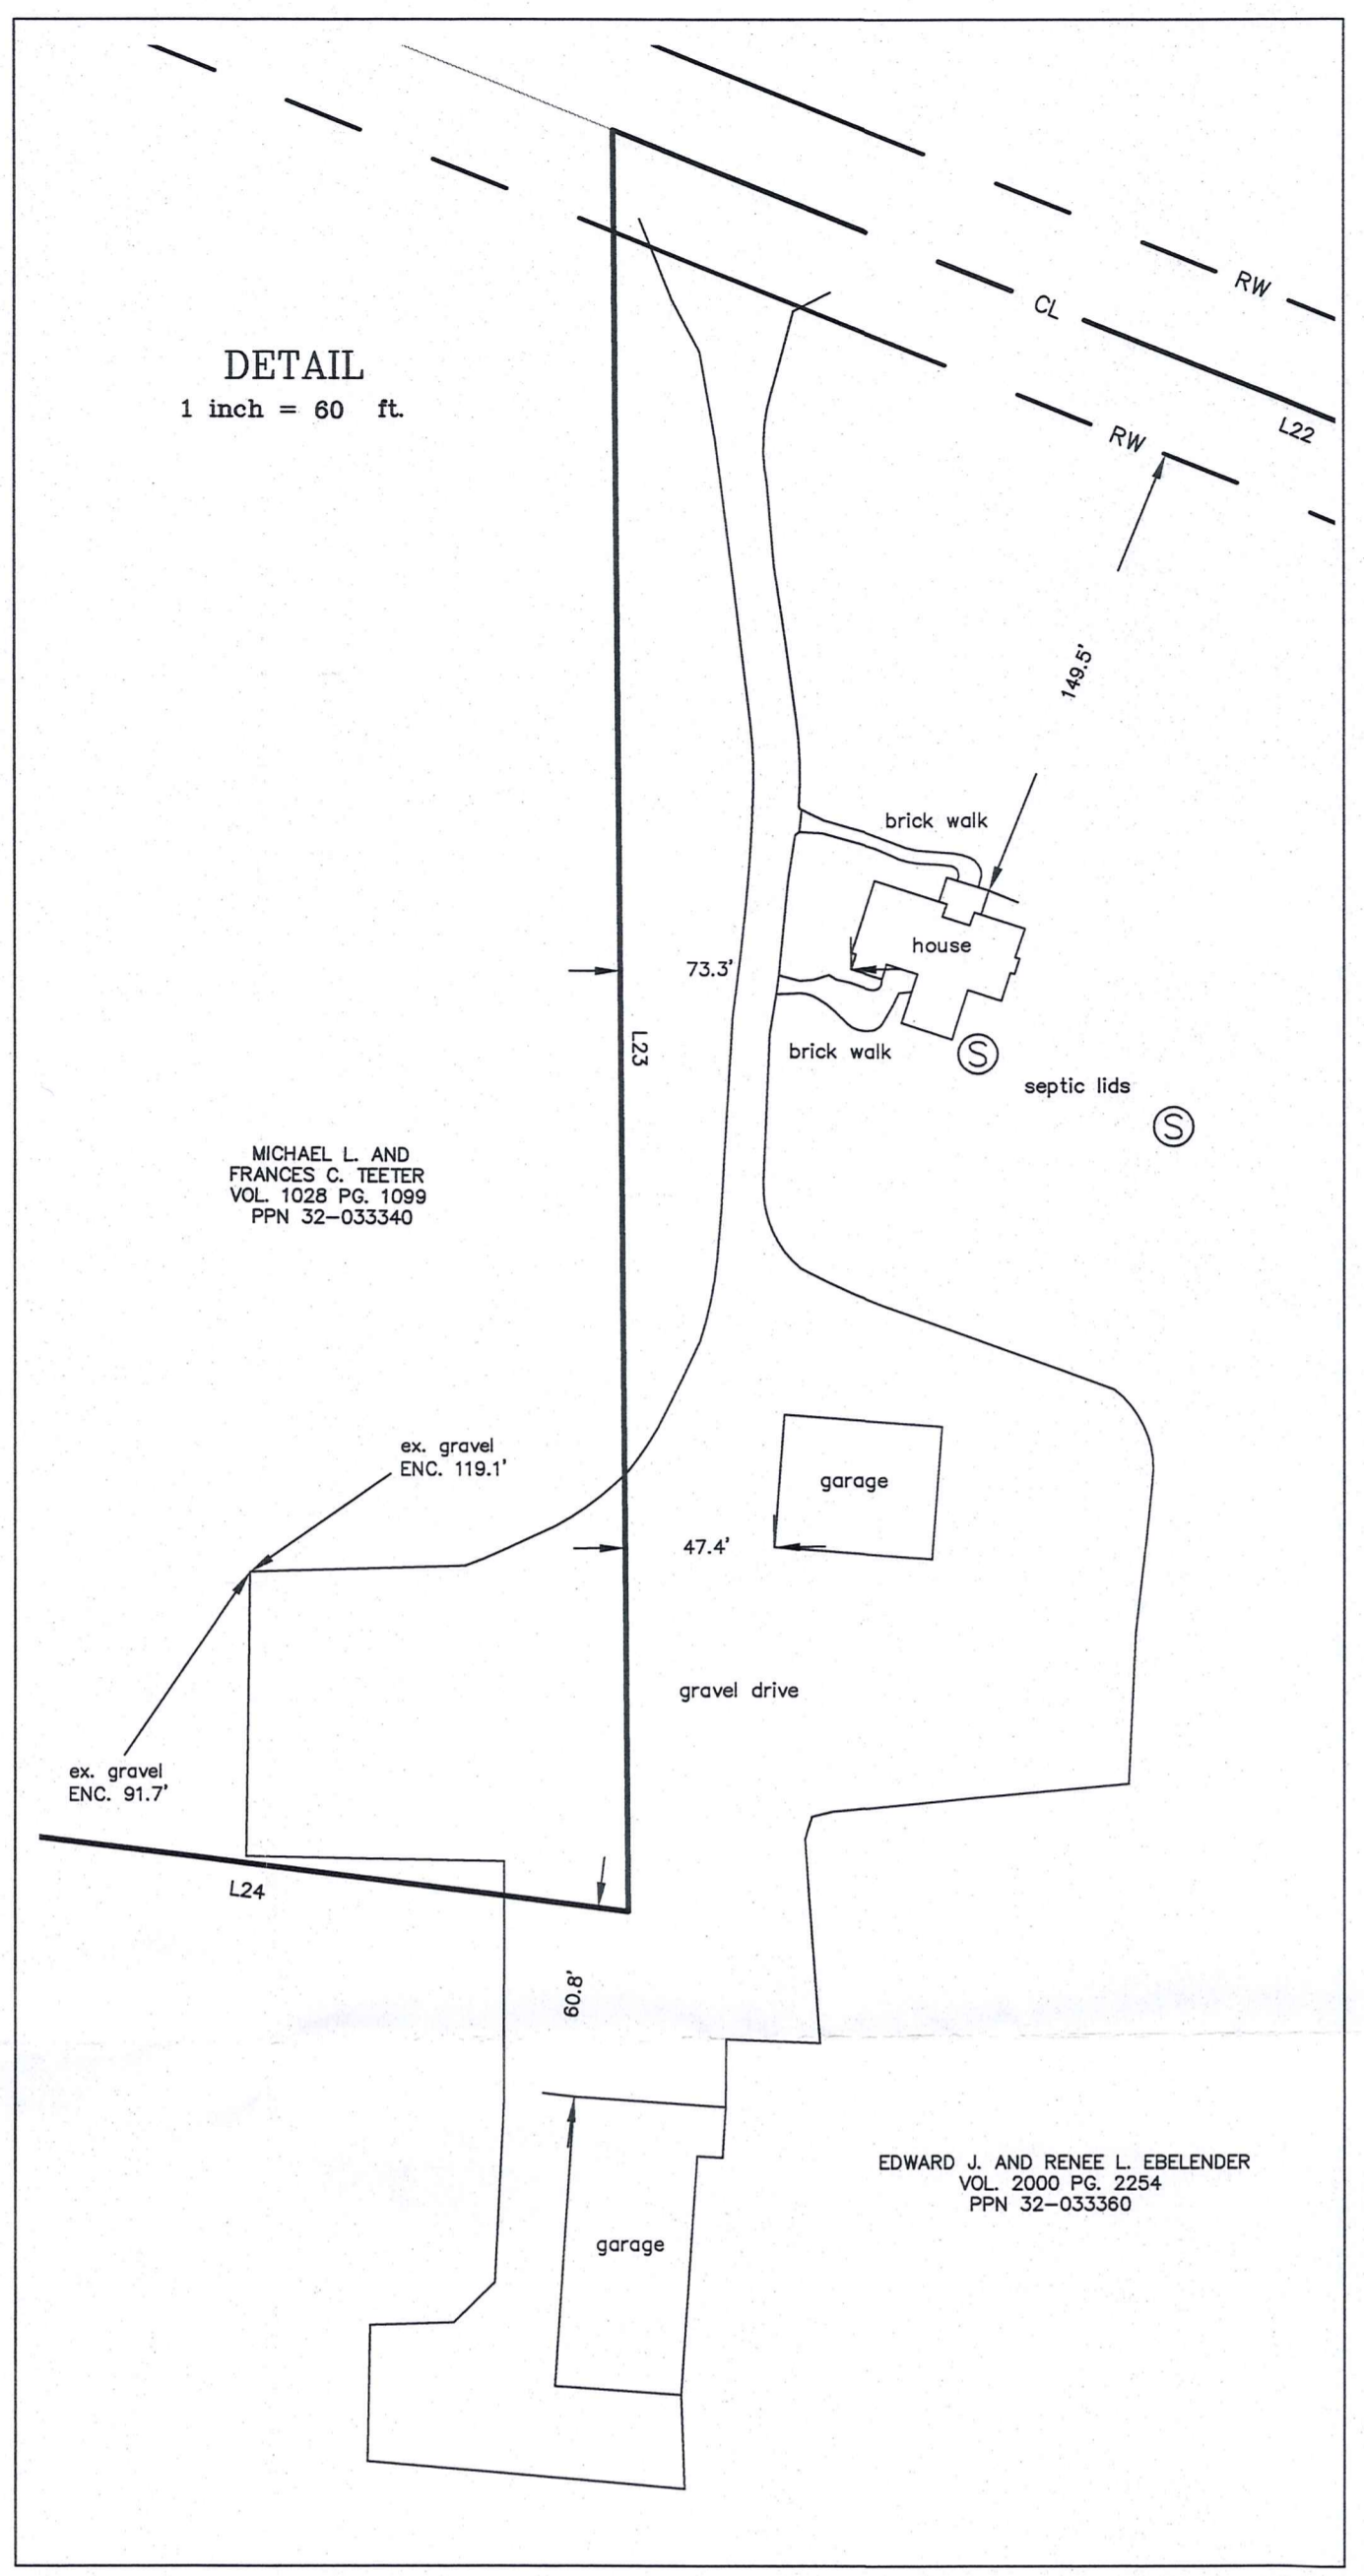 RW
CL
DETAIL
1 inch = 60 ft.
L22
RW
149.5'
brick walk
house
73.3'
L23
brick walk
S
septic lids
S
MICHAEL L. AND
FRANCES C. TEETER
VOL. 1028 PG. 1099
PPN 32-033340
ex. gravel
ENC. 119.1'
garage
47.4'
gravel drive
ex. gravel
ENC. 91.7'
L24
60.8'
EDWARD J. AND RENEE L. EBELENDER
VOL. 2000 PG. 2254
PPN 32-033360
garage